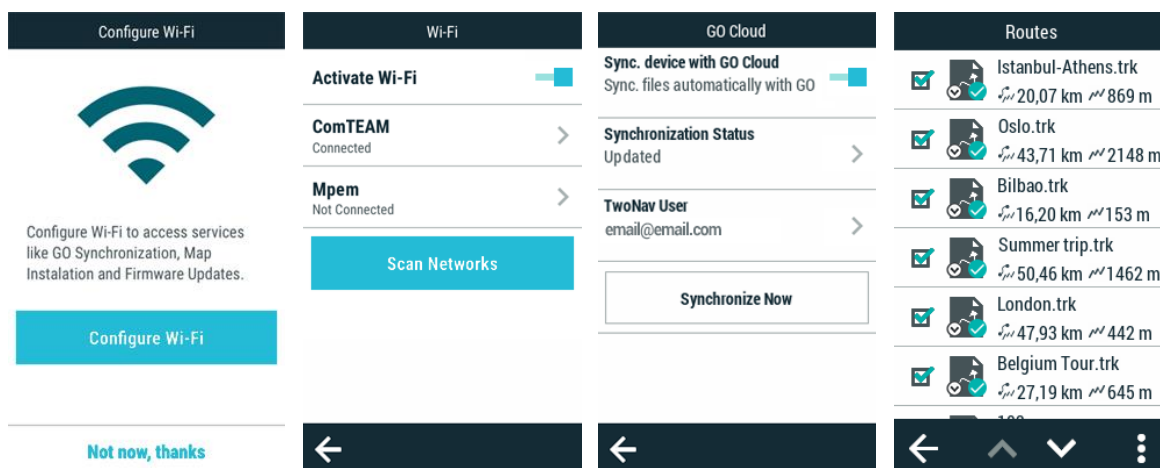 Configure Wi-Fi
Configure Wi-Fi to access services
like GO Synchronization, Map
Instalation and Firmware Updates.
Configure Wi-Fi
Not now, thanks
Wi-Fi
Activate Wi-Fi
ComTEAM
Connected
Mpem
Not Connected
Scan Networks
GO Cloud
Sync. device with GO Cloud
Sync. files automatically with GO
Synchronization Status
Updated
TwoNav User
email@email.com
Synchronize Now
Routes
Istanbul-Athens.trk
20,07 km 869 m
Oslo.trk
43,71 km 2148 m
Bilbao.trk
16,20 km 153 m
Summer trip.trk
50,46 km 1462 m
London.trk
47,93 km 442 m
Belgium Tour.trk
27,19 km 645 m